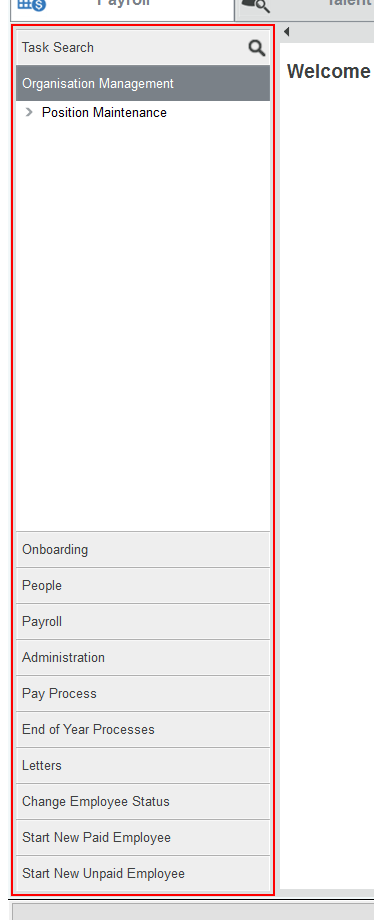 Payroll
Talent
Task Search
Organisation Management
Position Maintenance
Welcome
Onboarding
People
Payroll
Administration
Pay Process
End of Year Processes
Letters
Change Employee Status
Start New Paid Employee
Start New Unpaid Employee